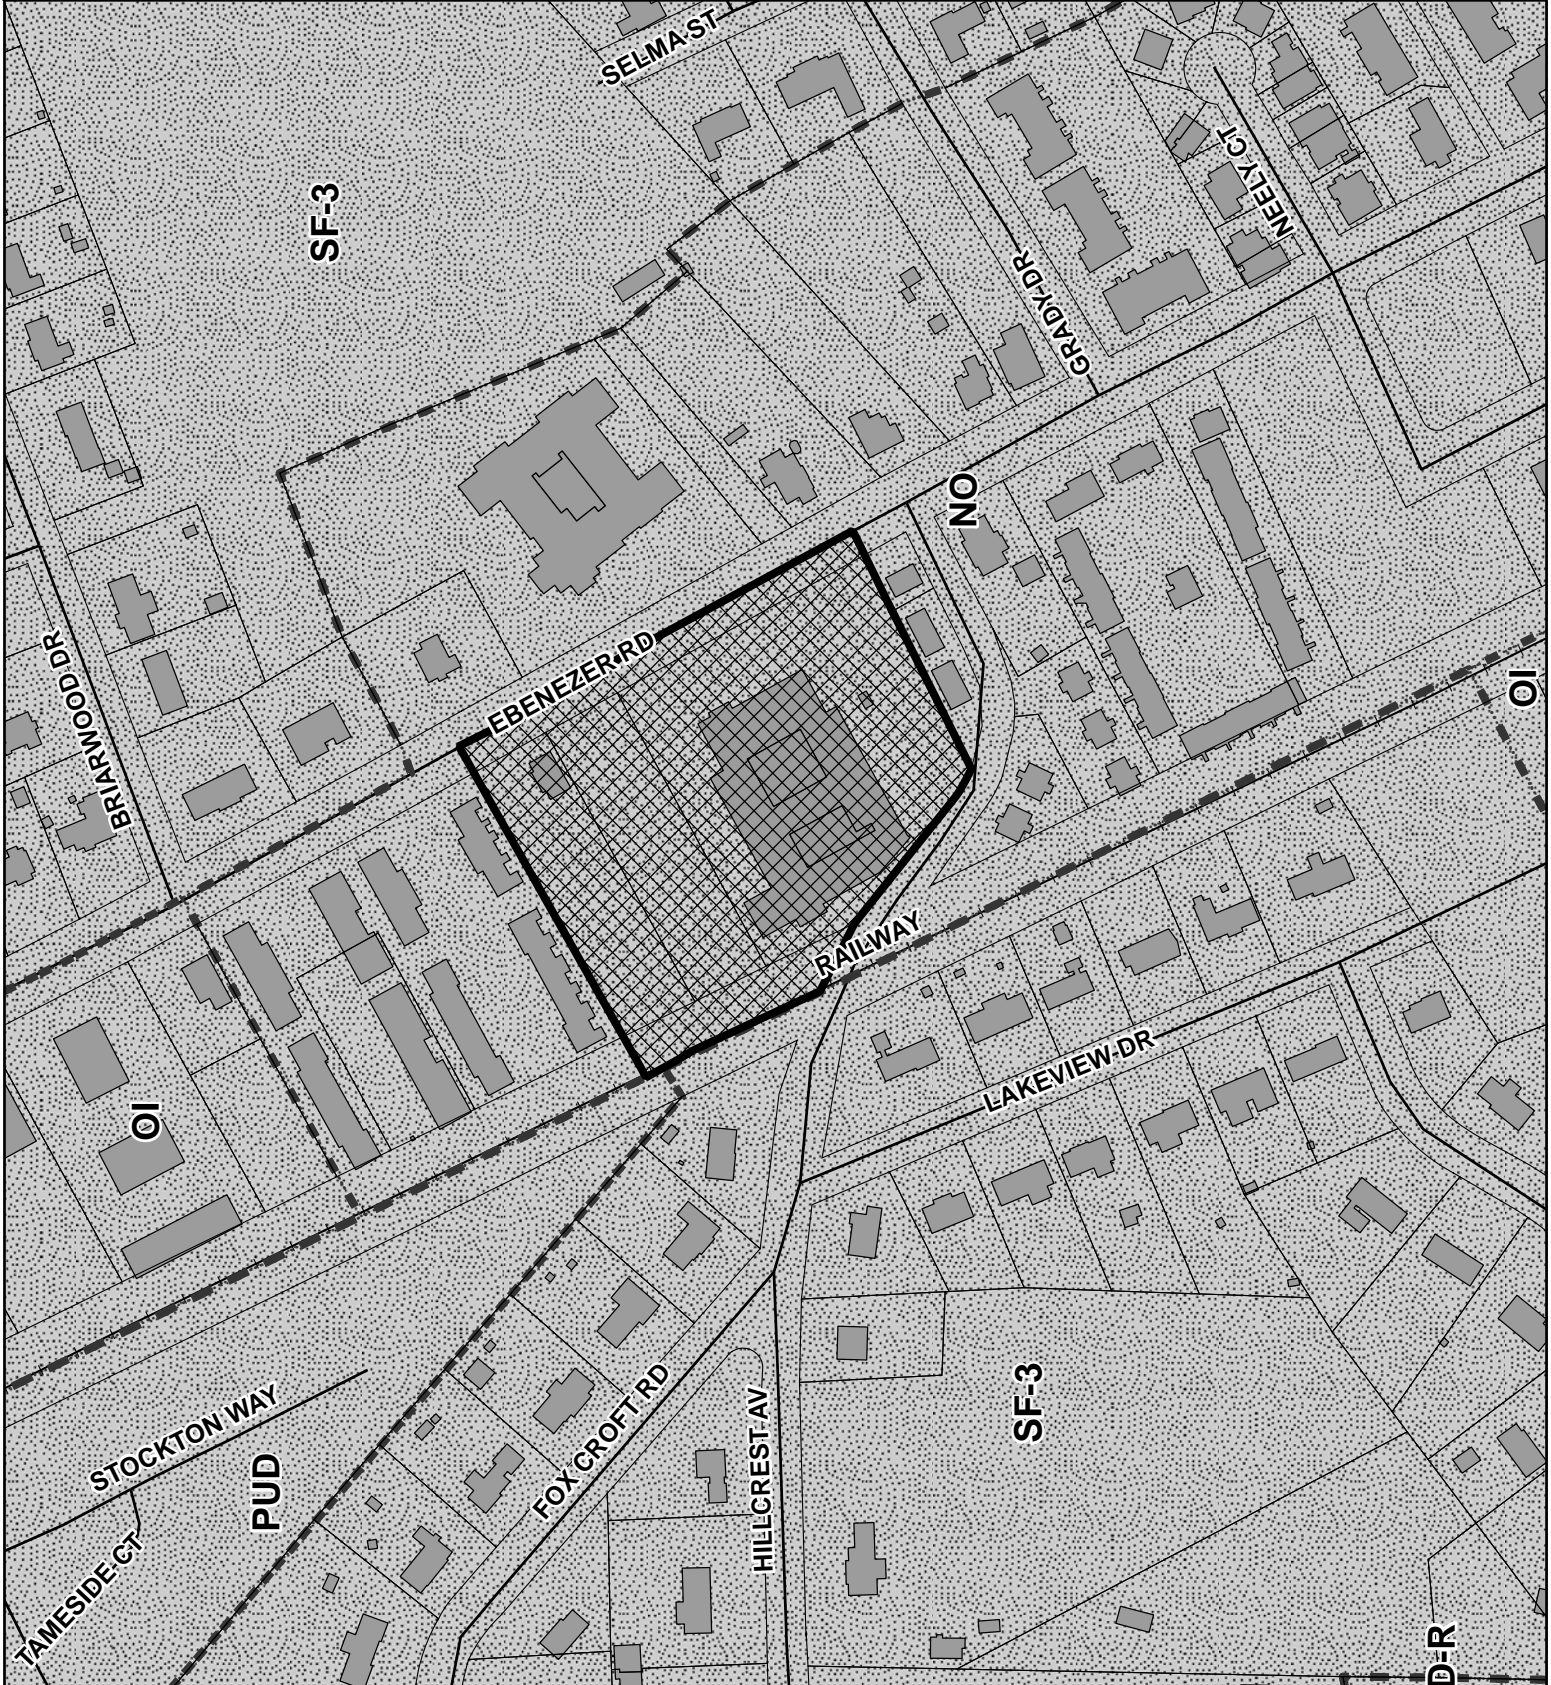 SELMA ST
SF-3
NEELY CT
GRADY DR
NO
EBENEZER RD
BRIARWOOD DR
OI
RAILWAY
LAKEVIEW DR
OI
STOCKTON WAY
FOX CROFT RD
SF-3
HILLCREST AV
PUD
TAMESIDE CT
D-R